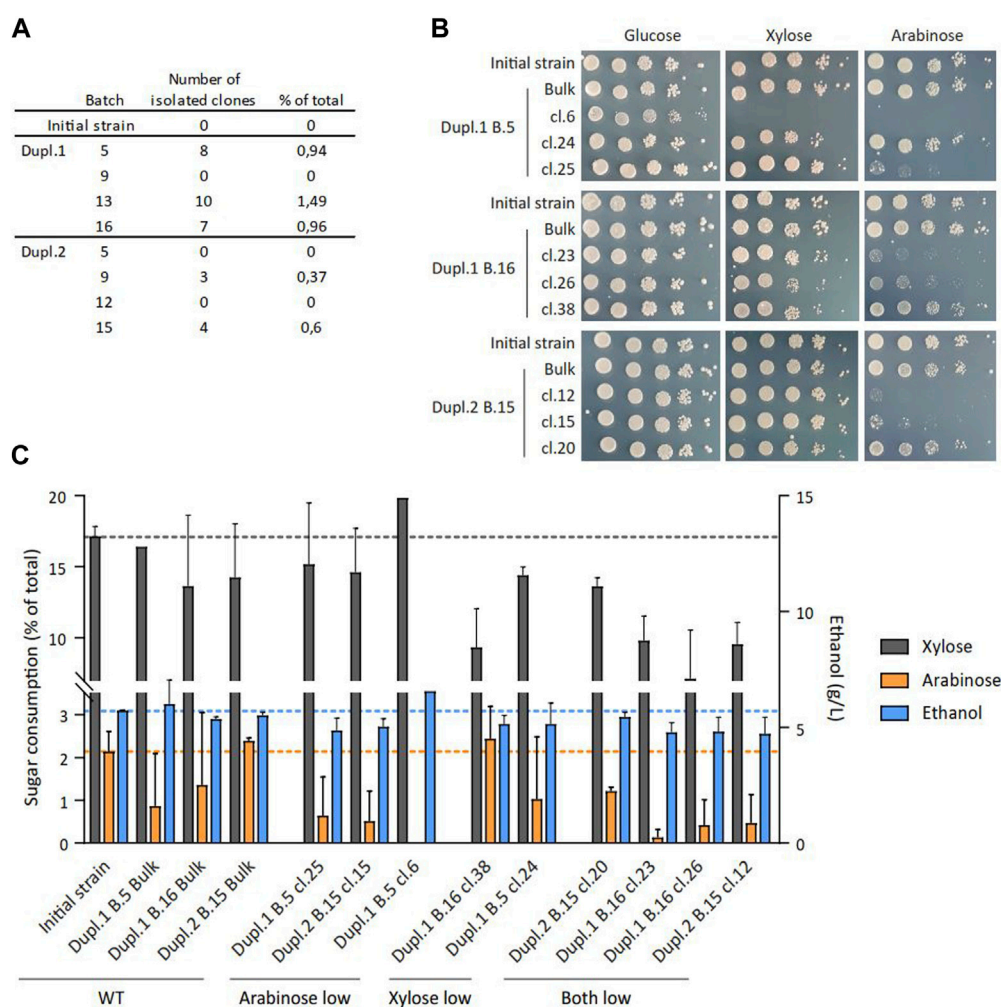 A
Number of
Batch isolated clones % of total
Initial strain 0 0
Dupl.1 5 8 0,94
9 0 0
13 10 1,49
16 7 0,96
Dupl.2 5 0 0
9 3 0,37
12 0 0
15 4 0,6
B
Glucose Xylose Arabinose
Initial strain
Bulk
Dupl.1 B.5
cl.6
cl.24
cl.25
Initial strain
Bulk
Dupl.1 B.16
cl.23
cl.26
cl.38
Initial strain
Bulk
Dupl.2 B.15
cl.12
cl.15
cl.20
C
Sugar consumption (% of total)
20
15
10
3
2
1
0
15
10
5
0
Ethanol (g/L)
Xylose
Arabinose
Ethanol
Initial strain
Dupl.1 B.5 Bulk
Dupl.1 B.16 Bulk
Dupl.2 B.15 Bulk
Dupl.1 B.5 cl.25
Dupl.2 B.15 cl.15
Dupl.1 B.5 cl.6
Dupl.1 B.16 cl.38
Dupl.1 B.5 cl.24
Dupl.2 B.15 cl.20
Dupl.1 B.16 cl.23
Dupl.1 B.16 cl.26
Dupl.2 B.15 cl.12
WT Arabinose low Xylose low Both low